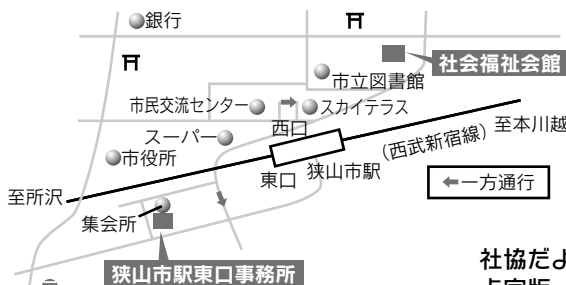 銀行
社会福祉会館
市立図書館
市民交流センター
スカイテラス
西口
スーパー
至本川越
(西武新宿線)
市役所
狭山市駅
東口
←一方通行
至所沢
集会所
社協だよ
狭山市駅東口事務所